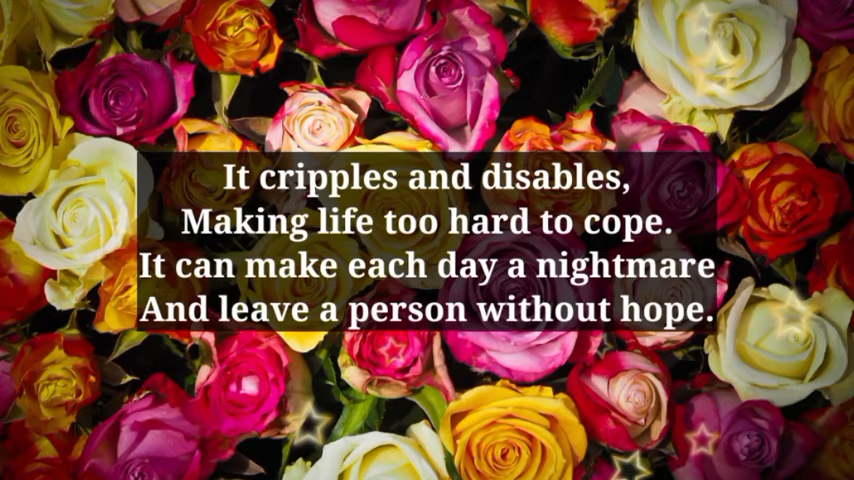 It cripples and disables,
Making life too hard to cope.
It can make each day a nightmare
And leave a person without hope.